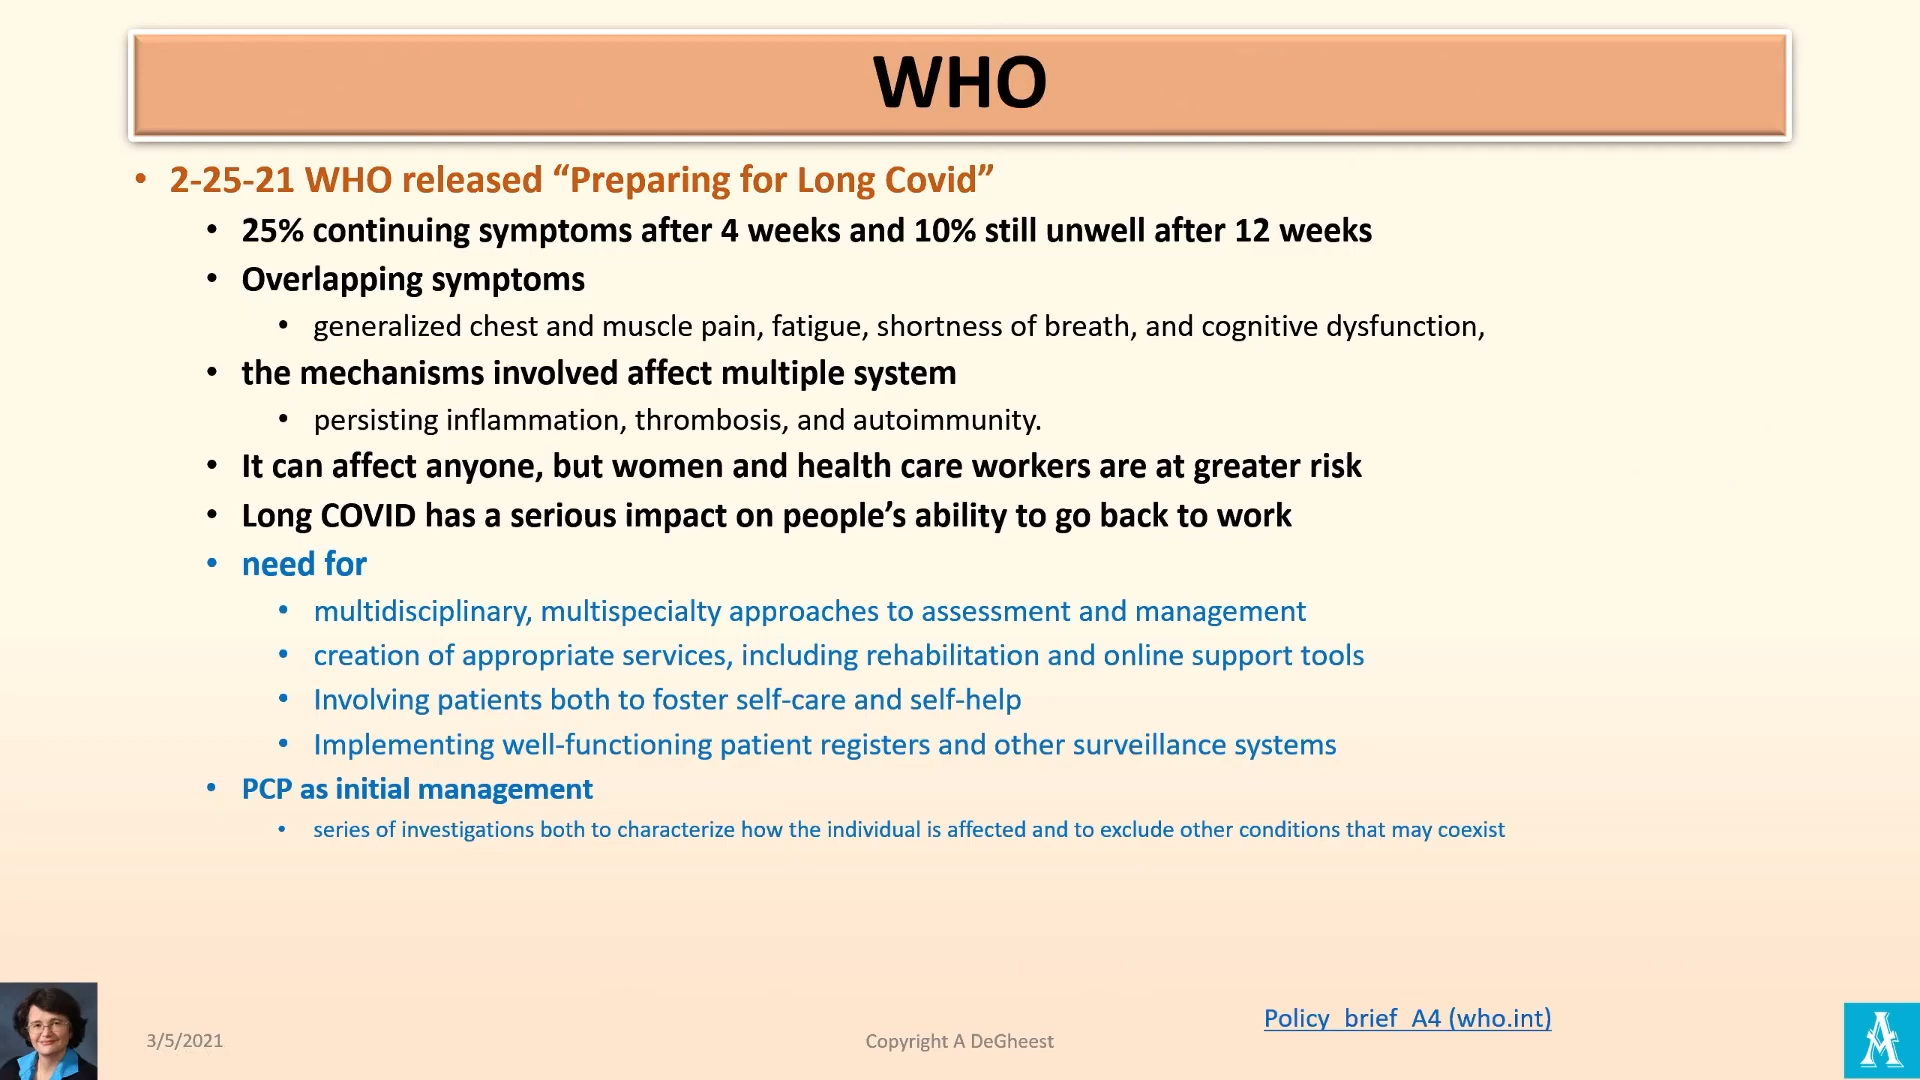 WHO
• 2-25-21 WHO released “Preparing for Long Covid”
• 25% continuing symptoms after 4 weeks and 10% still unwell after 12 weeks
• Overlapping symptoms
• generalized chest and muscle pain, fatigue, shortness of breath, and cognitive dysfunction,
• the mechanisms involved affect multiple system
• persisting inflammation, thrombosis, and autoimmunity.
• It can affect anyone, but women and health care workers are at greater risk
• Long COVID has a serious impact on people’s ability to go back to work
• need for
• multidisciplinary, multispecialty approaches to assessment and management
• creation of appropriate services, including rehabilitation and online support tools
• Involving patients both to foster self-care and self-help
• Implementing well-functioning patient registers and other surveillance systems
• PCP as initial management
• series of investigations both to characterize how the individual is affected and to exclude other conditions that may coexist
Policy_brief_A4 (who.int)
3/5/2021
Copyright A DeGheest
A